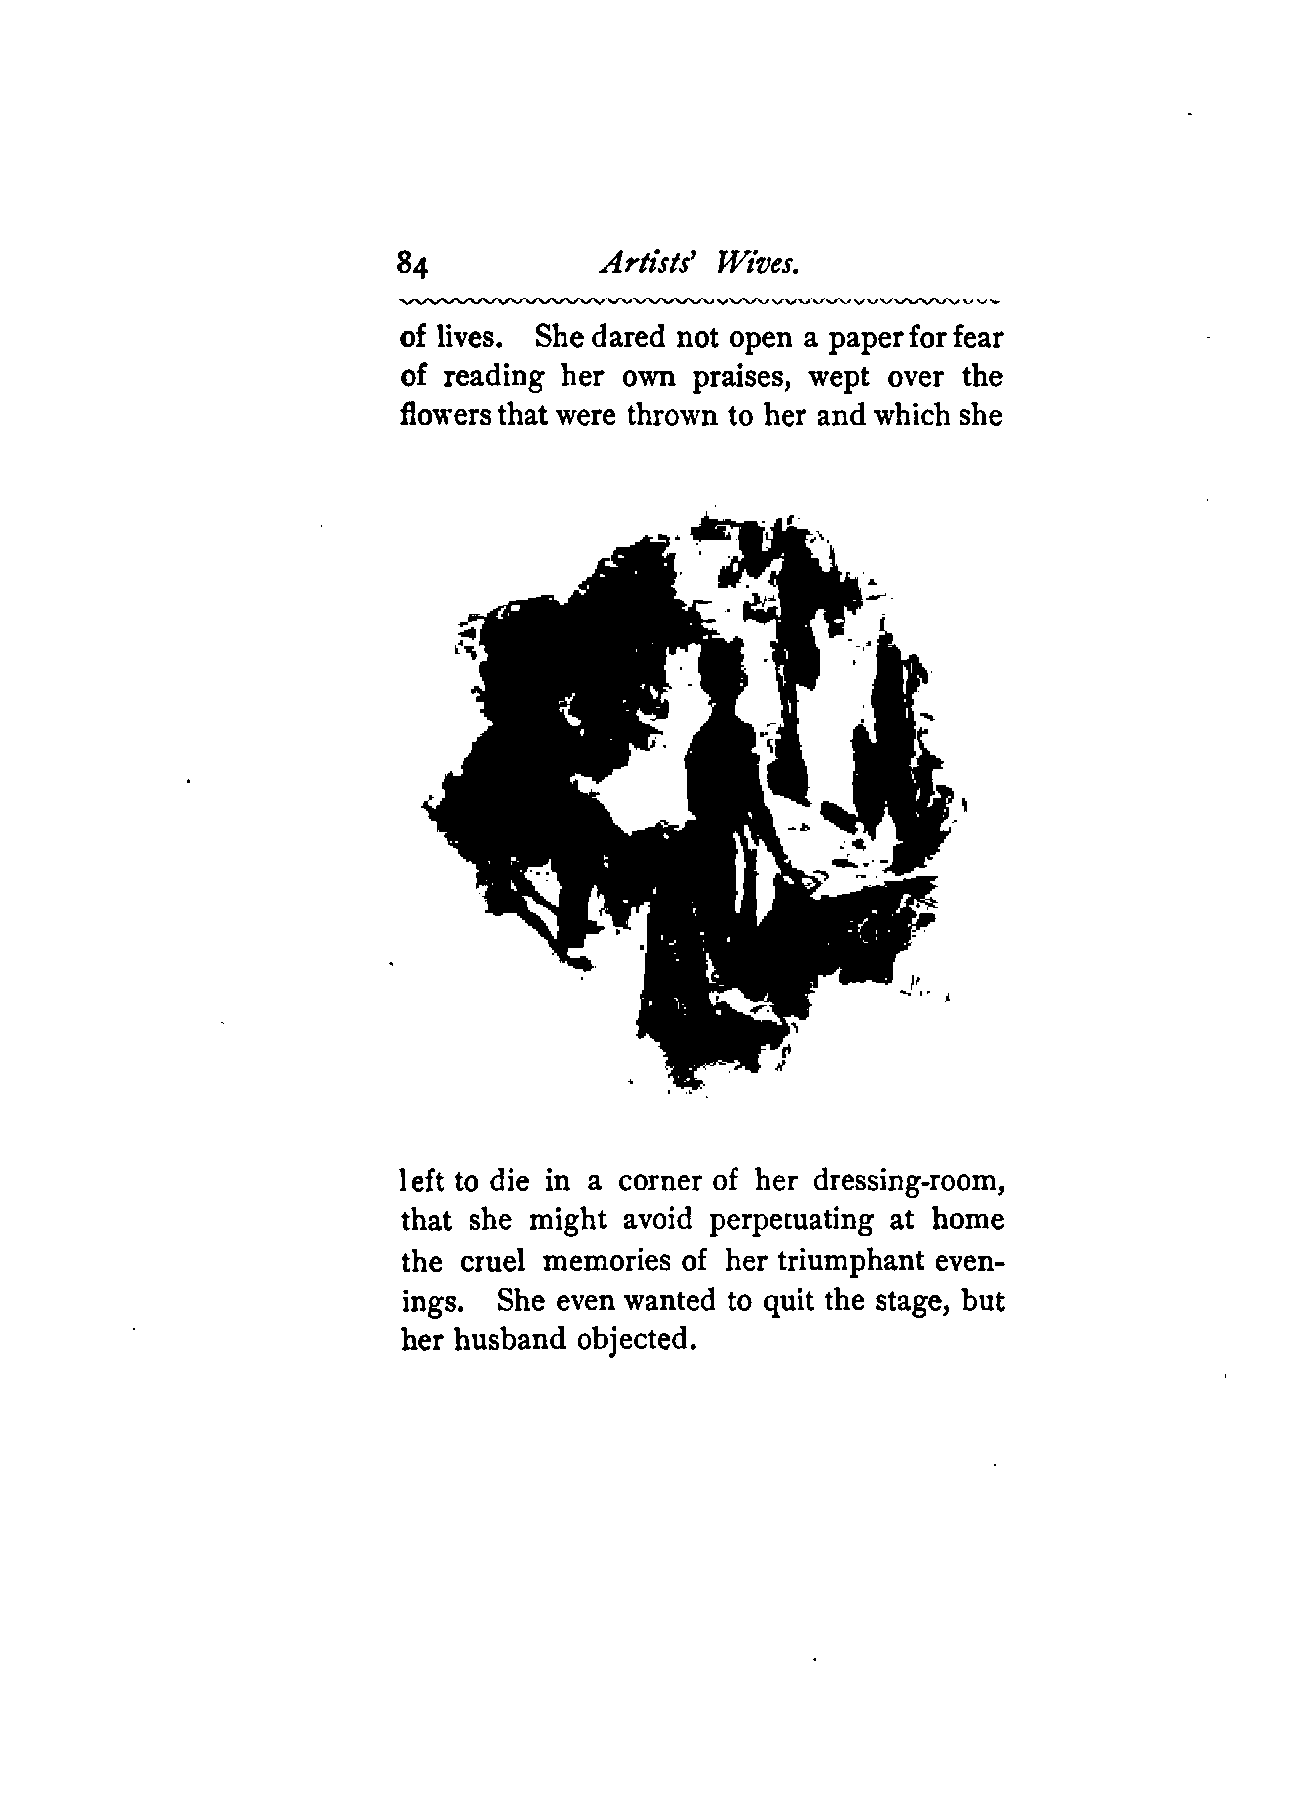 84 Artists' Wives.
of lives. She dared not open a paper for fear
of reading her own praises, wept over the
flowers that were thrown to her and which she
left to die in a corner of her dressing-room,
that she might avoid perpetuating at home
the cruel memories of her triumphant even-
ings. She even wanted to quit the stage, but
her husband objected.